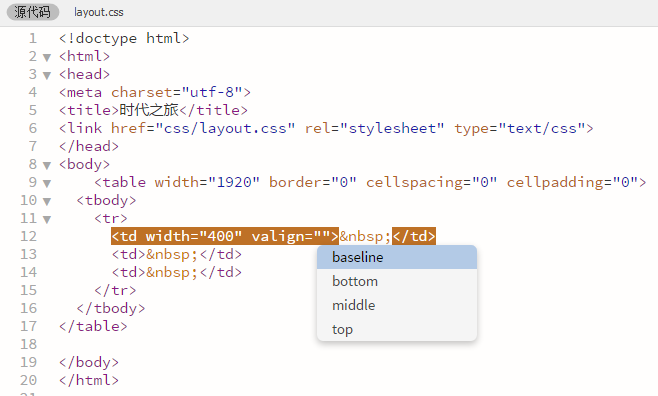 源代码 layout.css
1 <!doctype html>
2 ▼ <html>
3 ▼ <head>
4 <meta charset="utf-8">
5 <title>时代之旅</title>
6 <link href="css/layout.css" rel="stylesheet" type="text/css">
7 </head>
8 ▼ <body>
9 ▼ <table width="1920" border="0" cellspacing="0" cellpadding="0">
10 ▼ <tbody>
11 ▼ <tr>
12 <td width="400" valign="">&nbsp;</td>
baseline
13 <td>&nbsp;</td>
bottom
14 <td>&nbsp;</td>
15 </tr>
middle
16 </tbody>
top
17 </table>
18
19 </body>
20 </html>